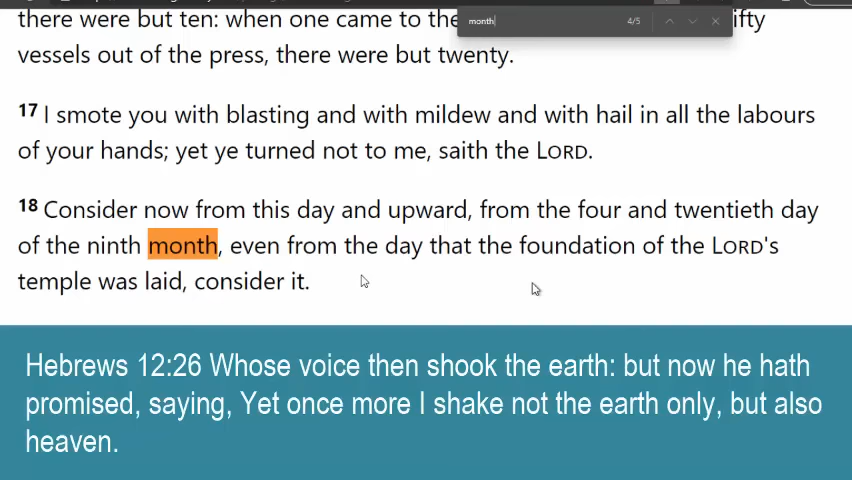 there were but ten: when one came to the
month
4/5
ifty
vessels out of the press, there were but twenty.
17 I smote you with blasting and with mildew and with hail in all the labours
of your hands; yet ye turned not to me, saith the LORD.
18 Consider now from this day and upward, from the four and twentieth day
of the ninth month, even from the day that the foundation of the LORD's
temple was laid, consider it.
Hebrews 12:26 Whose voice then shook the earth: but now he hath
promised, saying, Yet once more I shake not the earth only, but also
heaven.